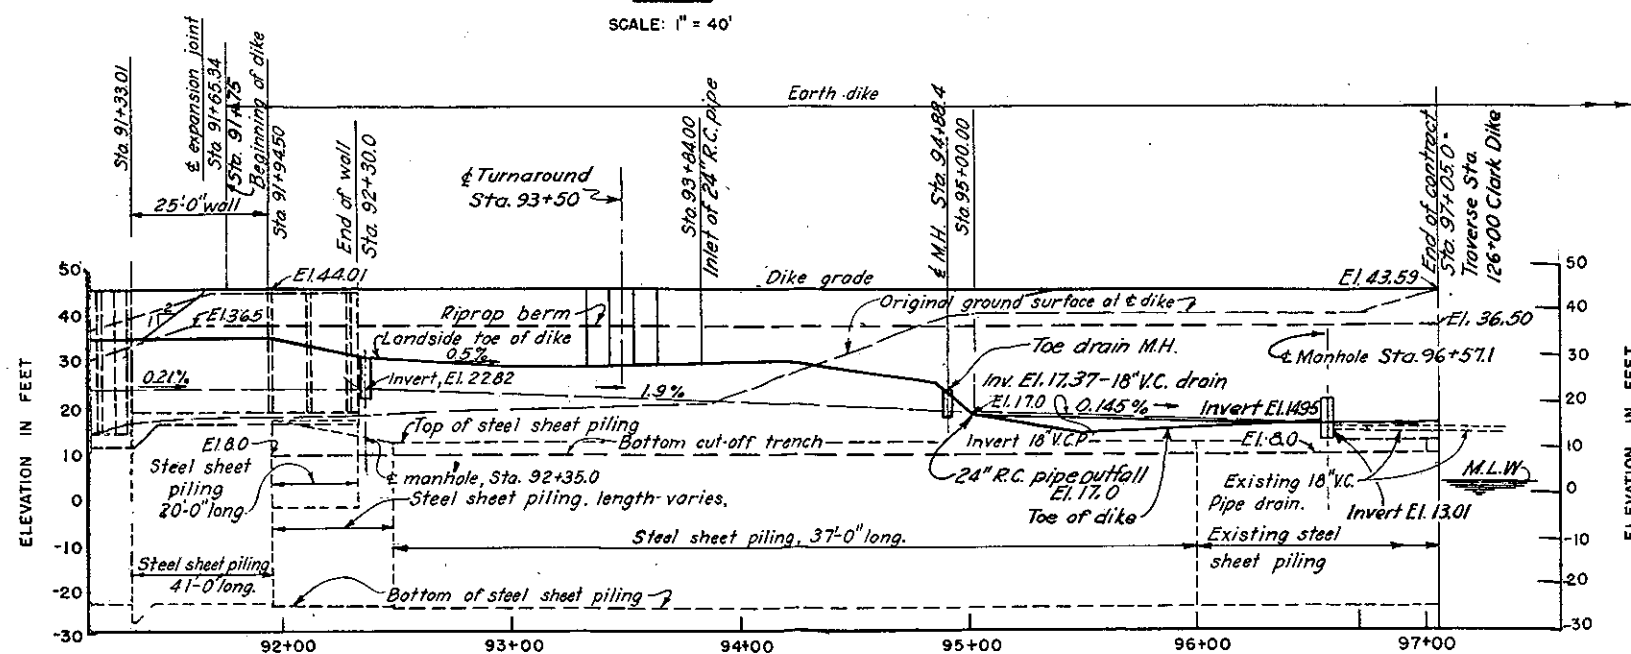 SCALE: 1" = 40'
Sta. 91+33.01
℄ expansion joint
Sta. 91+65.34
Sta. 91+75
Beginning of dike
Sta. 91+94.50
End of wall
Sta. 92+30.0
25'-0" wall
Earth dike
℄ Turnaround
Sta. 93+50
Sta. 93+84.00
Inlet of 24" R.C. pipe
℄ M.H. Sta. 94+88.4
Sta. 95+00.00
End of contract
Sta. 97+05.0 =
Traverse Sta.
126+00 Clark Dike
ELEVATION IN FEET
50
40
30
20
10
0
-10
-20
-30
El. 44.01
Dike grade
El. 43.59
El. 36.5
Riprap berm
Original ground surface at ℄ dike
El. 36.50
Landside toe of dike
0.5%
Toe drain M.H.
℄ Manhole Sta. 96+57.1
0.21%
Invert, El. 22.82
1.9%
Inv. El. 17.37-18" V.C. drain
El. 17.0
0.145%
Invert El. 14.95
Top of steel sheet piling
Bottom cut-off trench
Invert 18" V.C.P.
El. 8.0
El. 8.0
Steel sheet
piling
20'-0" long
℄ manhole, Sta. 92+35.0
24" R.C. pipe outfall
El. 17.0
Existing 18" V.C.
Pipe drain.
M.L.W.
Invert El. 13.01
Steel sheet piling. length varies.
Toe of dike
Steel sheet piling, 37'-0" long.
Existing steel
sheet piling
Steel sheet piling
41'-0" long.
Bottom of steel sheet piling
50
40
30
20
10
0
-10
-20
-30
ELEVATION IN FEET
92+00
93+00
94+00
95+00
96+00
97+00